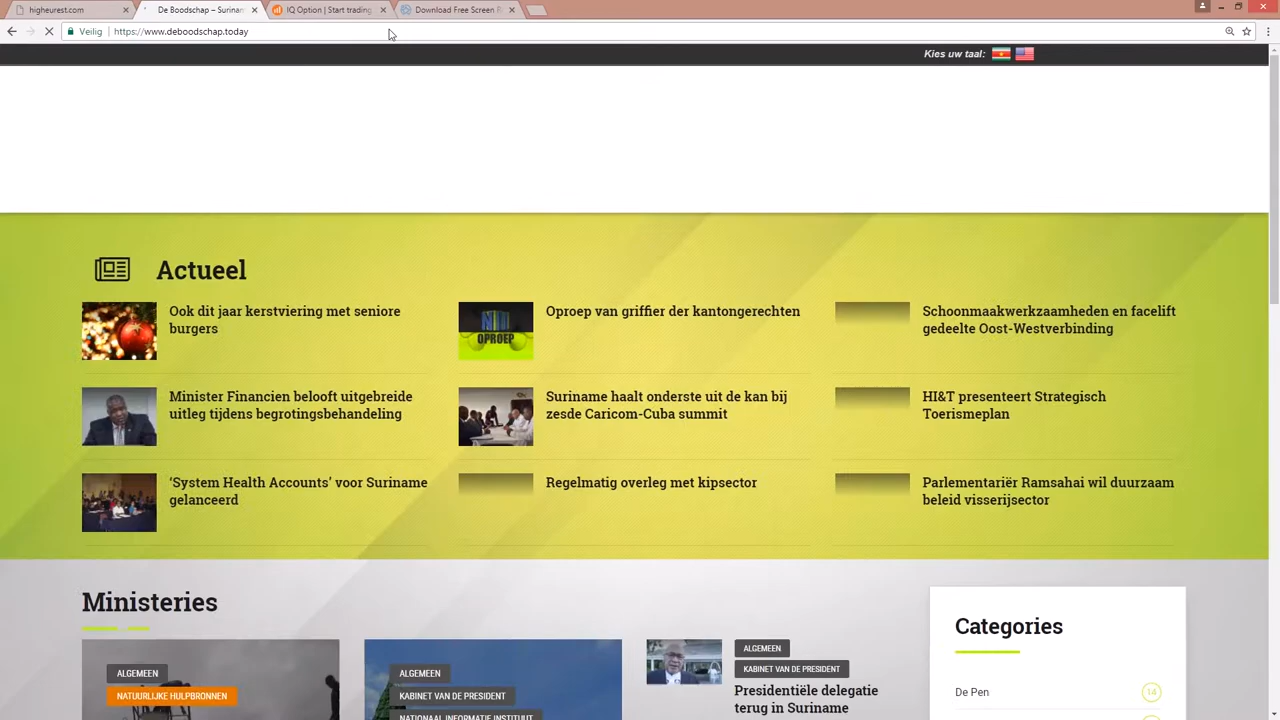 higheurest.com
De Boodschap – Surinam
IQ Option | Start trading
Download Free Screen R
Veilig
https://www.deboodschap.today
Kies uw taal:
Actueel
Ook dit jaar kerstviering met seniore
burgers
Oproep van griffier der kantongerechten
Schoonmaakwerkzaamheden en facelift
gedeelte Oost-Westverbinding
OPROEP
Minister Financien belooft uitgebreide
uitleg tijdens begrotingsbehandeling
Suriname haalt onderste uit de kan bij
zesde Caricom-Cuba summit
HI&T presenteert Strategisch
Toerismeplan
‘System Health Accounts’ voor Suriname
gelanceerd
Regelmatig overleg met kipsector
Parlementariër Ramsahai wil duurzaam
beleid visserijsector
Ministeries
Categories
ALGEMEEN
NATUURLIJKE HULPBRONNEN
ALGEMEEN
KABINET VAN DE PRESIDENT
NATIONAAL INFORMATIE INSTITUUT
ALGEMEEN
KABINET VAN DE PRESIDENT
Presidentiële delegatie
terug in Suriname
De Pen
14